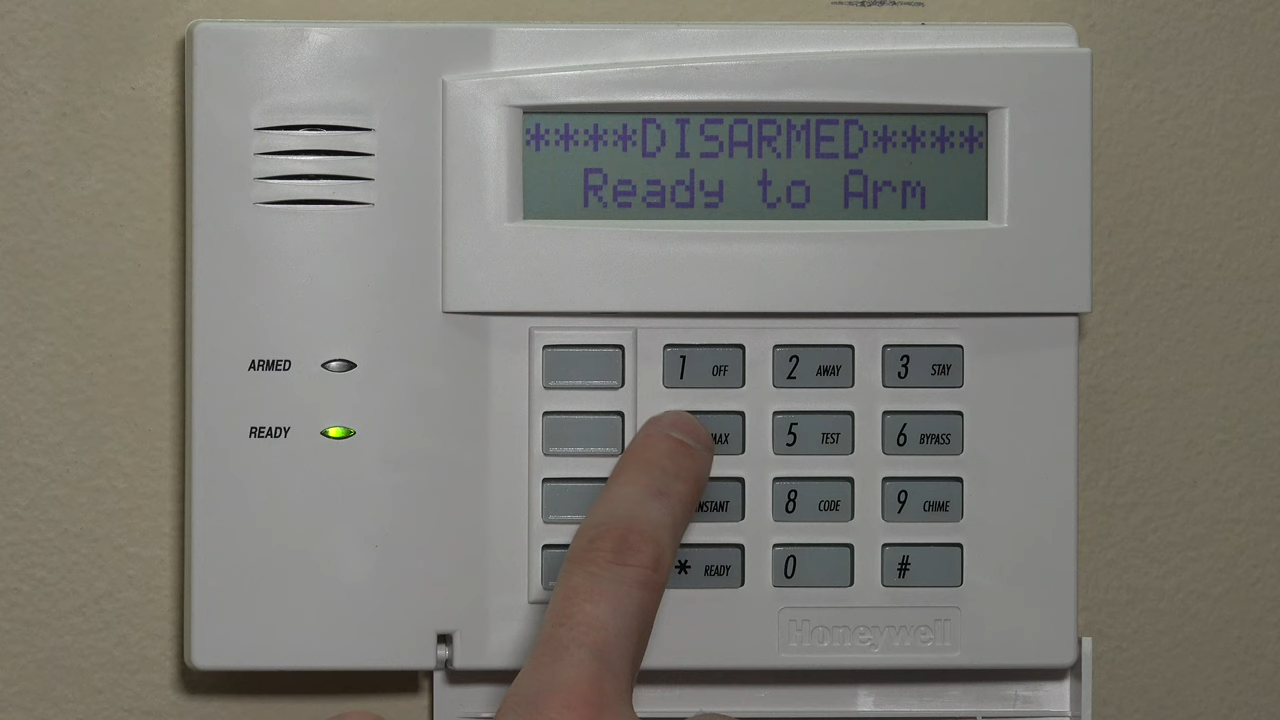 ****DISARMED****
Ready to Arm
ARMED
READY
1 OFF
2 AWAY
3 STAY
MAX
5 TEST
6 BYPASS
8 CODE
9 CHIME
* READY
0
#
Honeywell